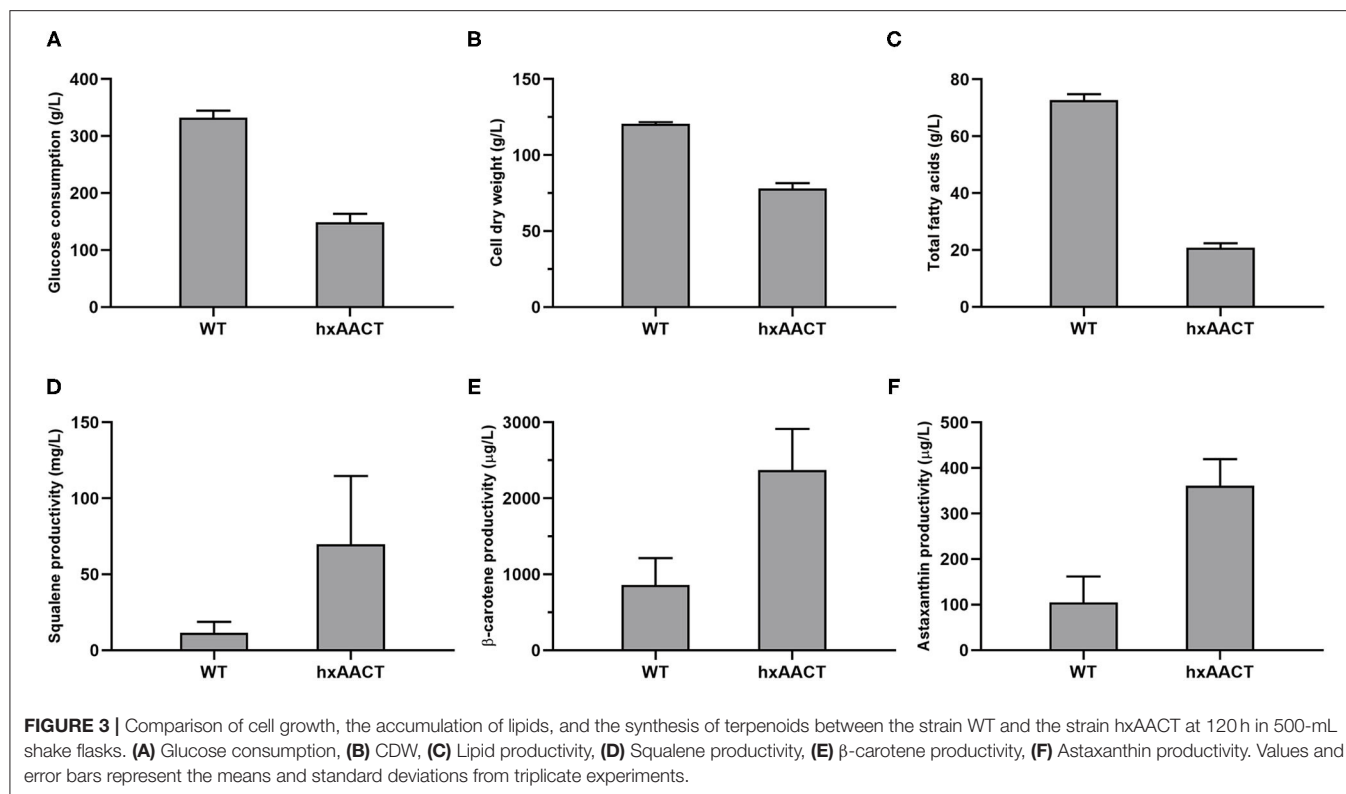 A
Glucose consumption (g/L)
400
300
200
100
0
WT
hxAACT
B
Cell dry weight (g/L)
150
100
50
0
WT
hxAACT
C
Total fatty acids (g/L)
80
60
40
20
0
WT
hxAACT
D
Squalene productivity (mg/L)
150
100
50
0
WT
hxAACT
E
β-carotene productivity (μg/L)
3000
2000
1000
0
WT
hxAACT
F
Astaxanthin productivity (μg/L)
500
400
300
200
100
0
WT
hxAACT
FIGURE 3 | Comparison of cell growth, the accumulation of lipids, and the synthesis of terpenoids between the strain WT and the strain hxAACT at 120 h in 500-mL
shake flasks. (A) Glucose consumption, (B) CDW, (C) Lipid productivity, (D) Squalene productivity, (E) β-carotene productivity, (F) Astaxanthin productivity. Values and
error bars represent the means and standard deviations from triplicate experiments.